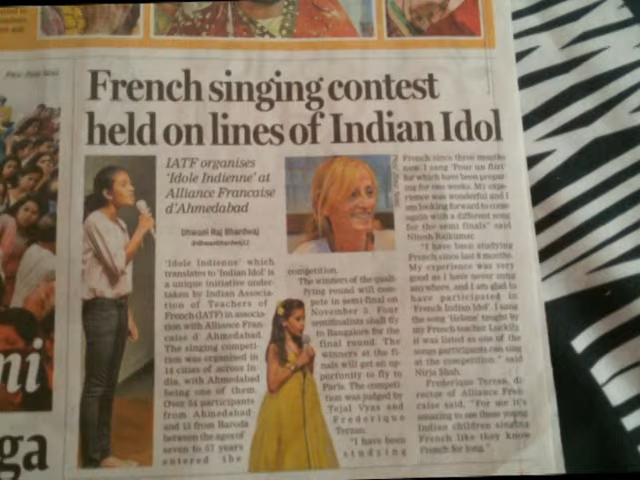 French singing contest
held on lines of Indian Idol
IATF organises
'Idole Indienne' at
Alliance Francaise
d'Ahmedabad
Dhwani Raj Bhardwaj
'Idole Indienne' which
translates to 'Indian Idol' is
a unique initiative under-
taken by Indian Associa-
tion of Teachers of
French (IATF) in associa-
tion with Alliance Fran-
caise d' Ahmedabad.
The singing competi-
tion was organised in
14 cities of across In-
dia, with Ahmedabad
being one of them.
Over 54 participants
from Ahmedabad
and 13 from Baroda
between the ages of
seven to 57 years
entered the
competition.
The winners of the quali-
fying round will com-
pete in semi-final on
November 5. Four
semifinalists shall fly
to Bangalore for the
final round. The
winners at the fi-
nals will get an op-
portunity to fly to
Paris. The competi-
tion was judged by
Tejal Vyas and
Frederique
Terzan.
"I have been
studying
French since three months
now. I sang 'Pour un flirt'
for which have been prepar-
ing for two weeks. My expe-
rience was wonderful and I
am looking forward to come
again with a different song
for the semi finals" said
Nitesh Rajkumar.
"I have been studying
French since last 8 months.
My experience was very
good as I have never sang
anywhere, and I am glad to
have participated in
French Indian Idol'. I sang
the song 'Helene' taught by
my French teacher. Luckily
it was listed as one of the
songs participants can sing
at the competition." said
Nirja Shah.
Frederique Terzan, di-
rector of Alliance Fran-
caise said, "For me it's
amazing to see these young
Indian children singing
French like they know
French for long."
ni
ga